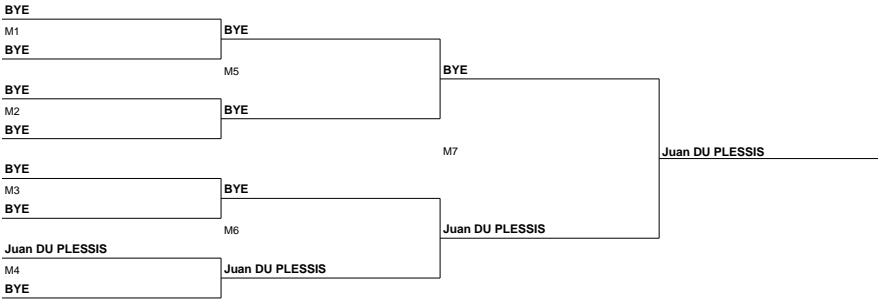 BYE
M1
BYE
BYE
M5
BYE
M2
BYE
BYE
BYE
M7
Juan DU PLESSIS
BYE
M3
BYE
BYE
M6
Juan DU PLESSIS
Juan DU PLESSIS
M4
BYE
Juan DU PLESSIS